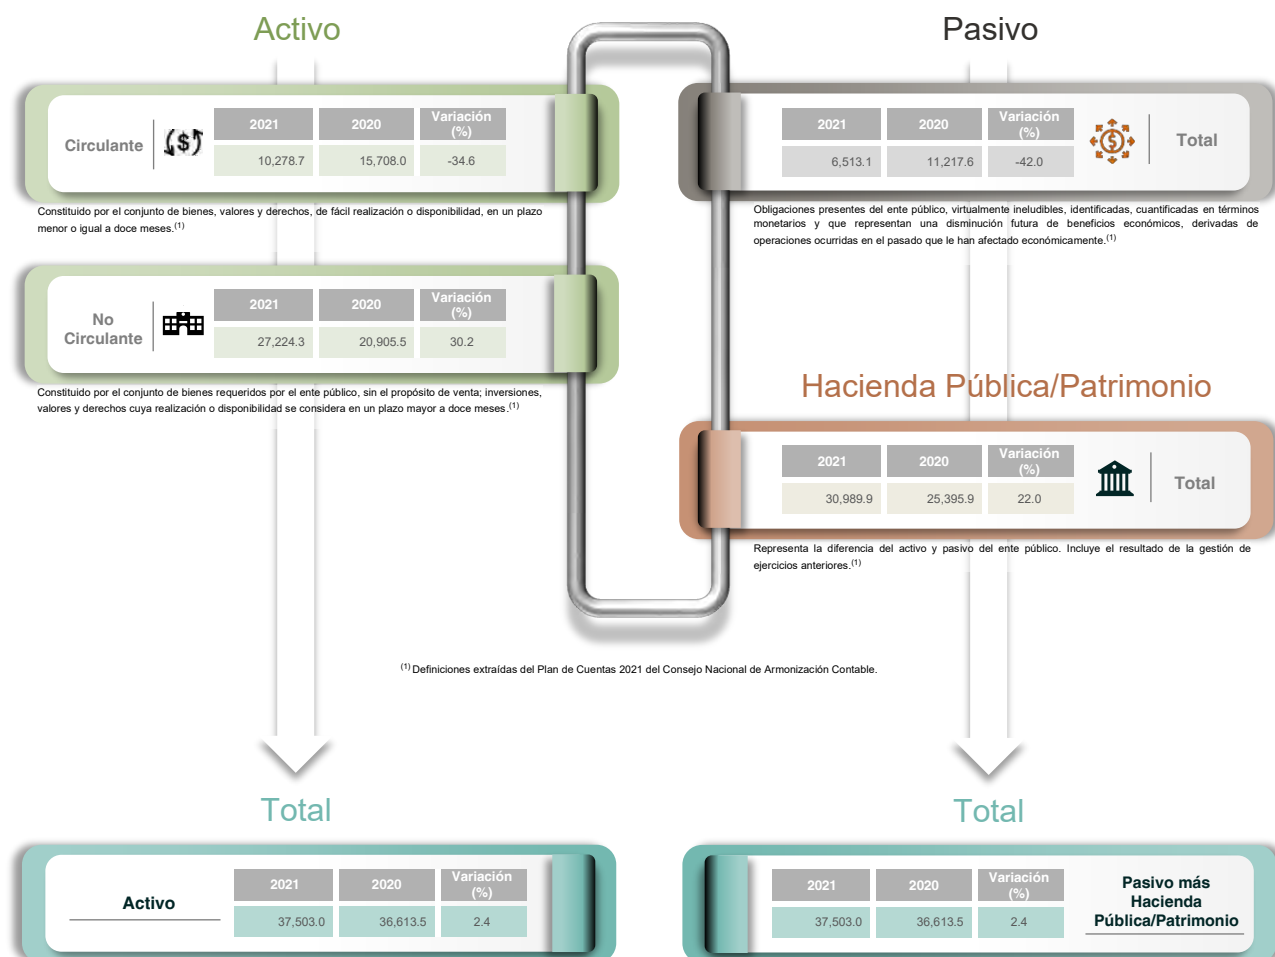 Activo
Circulante
2021 2020 Variación (%)
10,278.7 15,708.0 -34.6
Constituido por el conjunto de bienes, valores y derechos, de fácil realización o disponibilidad, en un plazo
menor o igual a doce meses.(1)
No
Circulante
2021 2020 Variación (%)
27,224.3 20,905.5 30.2
Constituido por el conjunto de bienes requeridos por el ente público, sin el propósito de venta; inversiones,
valores y derechos cuya realización o disponibilidad se considera en un plazo mayor a doce meses.(1)
Pasivo
2021 2020 Variación (%)
6,513.1 11,217.6 -42.0
Total
Obligaciones presentes del ente público, virtualmente ineludibles, identificadas, cuantificadas en términos
monetarios y que representan una disminución futura de beneficios económicos, derivadas de
operaciones ocurridas en el pasado que le han afectado económicamente.(1)
Hacienda Pública/Patrimonio
2021 2020 Variación (%)
30,989.9 25,395.9 22.0
Total
Representa la diferencia del activo y pasivo del ente público. Incluye el resultado de la gestión de
ejercicios anteriores.(1)
(1) Definiciones extraídas del Plan de Cuentas 2021 del Consejo Nacional de Armonización Contable.
Total
Activo
2021 2020 Variación (%)
37,503.0 36,613.5 2.4
Total
2021 2020 Variación (%)
37,503.0 36,613.5 2.4
Pasivo más
Hacienda
Pública/Patrimonio